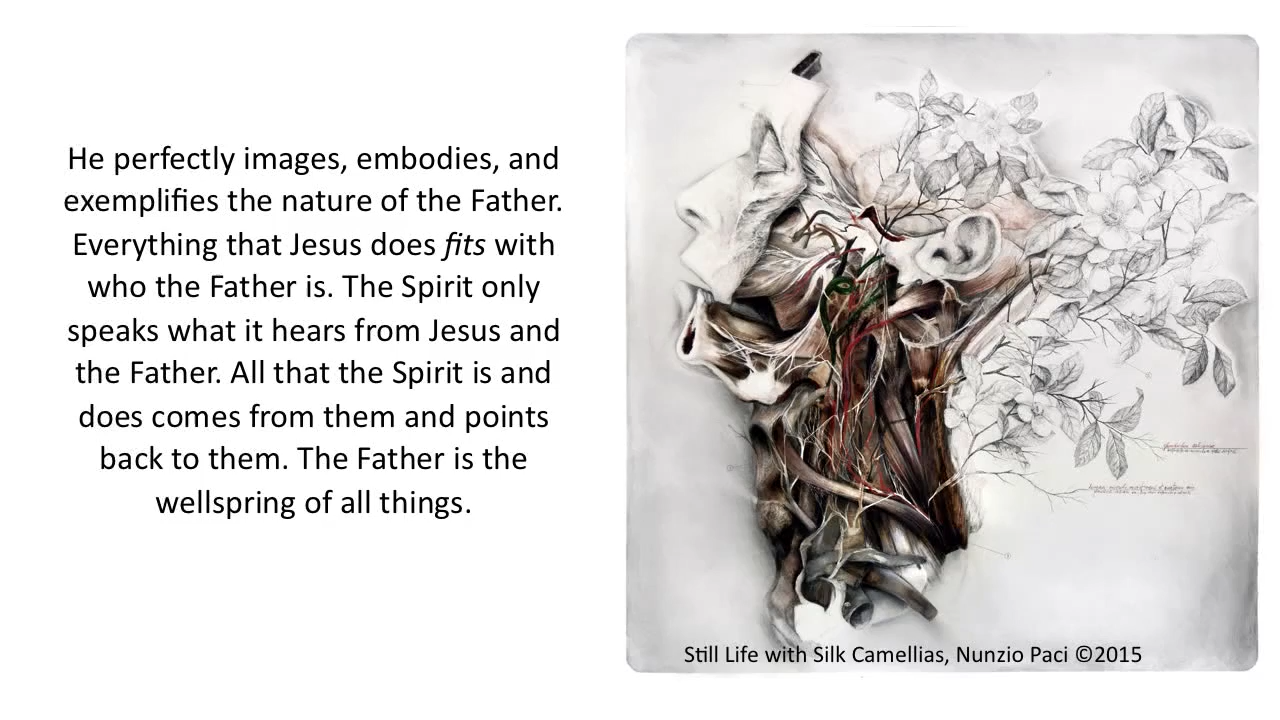 He perfectly images, embodies, and
exemplifies the nature of the Father.
Everything that Jesus does fits with
who the Father is. The Spirit only
speaks what it hears from Jesus and
the Father. All that the Spirit is and
does comes from them and points
back to them. The Father is the
wellspring of all things.
Still Life with Silk Camellias, Nunzio Paci ©2015